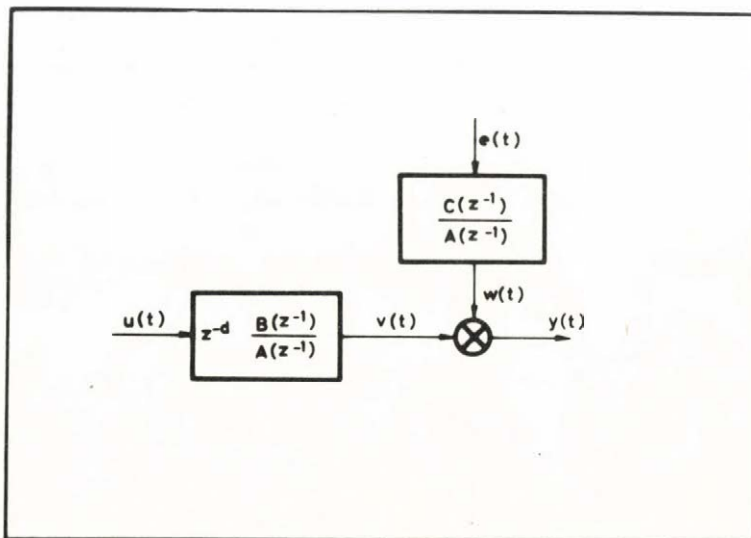 e(t)
C(z⁻¹)
A(z⁻¹)
w(t)
u(t)
z⁻ᵈ B(z⁻¹)
A(z⁻¹)
v(t)
y(t)